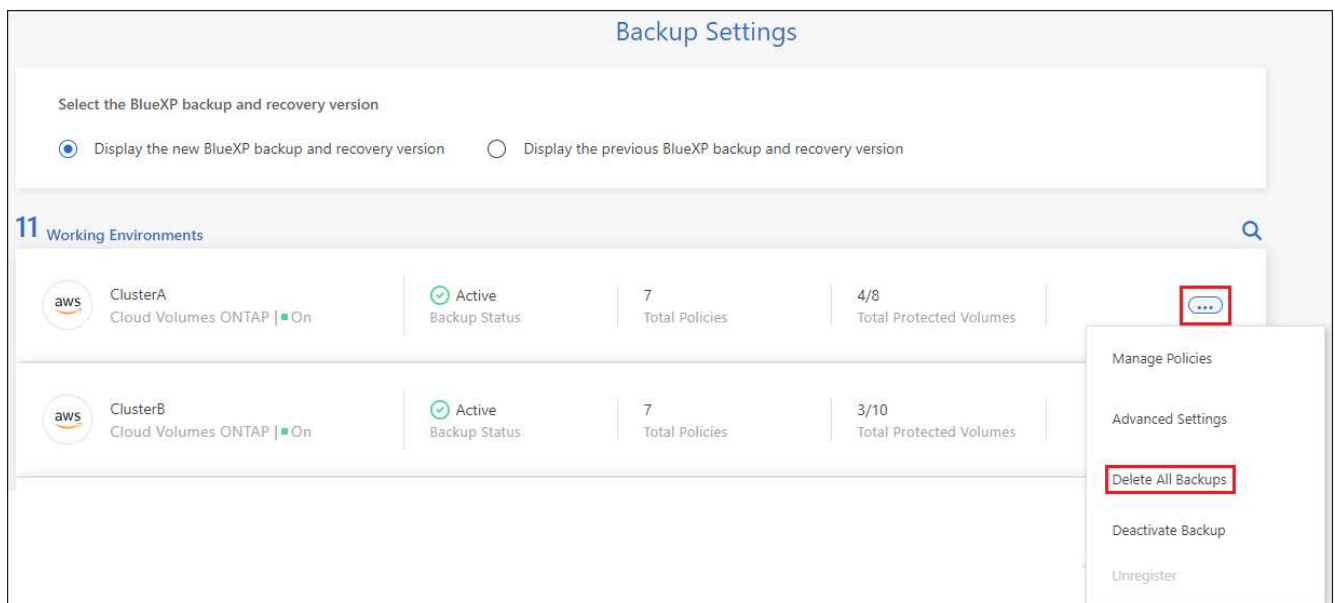 Backup Settings
Select the BlueXP backup and recovery version
Display the new BlueXP backup and recovery version
Display the previous BlueXP backup and recovery version
11 Working Environments
aws
ClusterA
Cloud Volumes ONTAP | On
Active
Backup Status
7
Total Policies
4/8
Total Protected Volumes
...
Manage Policies
Advanced Settings
Delete All Backups
Deactivate Backup
Unregister
aws
ClusterB
Cloud Volumes ONTAP | On
Active
Backup Status
7
Total Policies
3/10
Total Protected Volumes